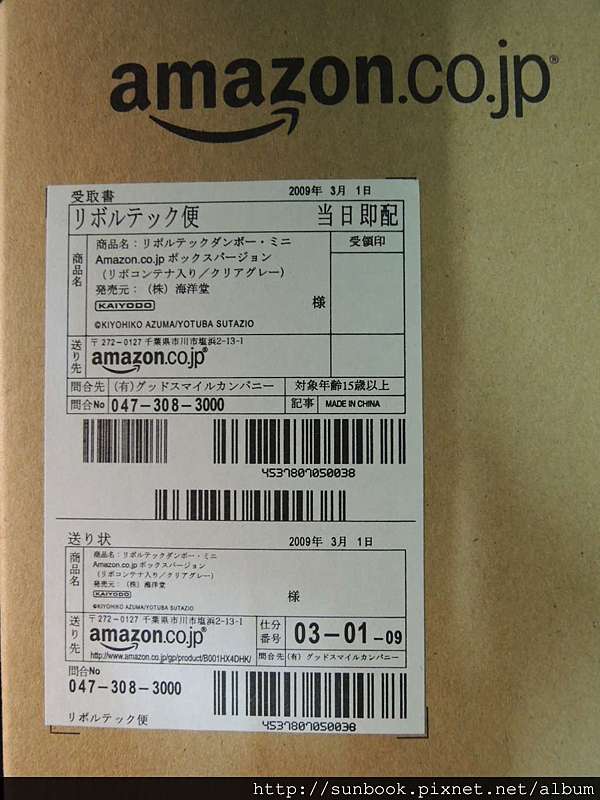 amazon.co.jp®
受取書 2009年 3月 1日
リボルテック便 当日即配
商品名
商品名：リボルテックダンボー・ミニ
Amazon.co.jp ボックスバージョン
（リボコンテナ入り／クリアグレー）
発売元：（株）海洋堂
KAIYODO
様
©KIYOHIKO AZUMA/YOTUBA SUTAZIO
受領印
送り先
〒272-0127 千葉県市川市塩浜2-13-1
amazon.co.jp®
問合先 （有）グッドスマイルカンパニー 対象年齢15歳以上
問合No 047-308-3000 記事 MADE IN CHINA
4537807050038
送り状 2009年 3月 1日
商品名
商品名：リボルテックダンボー・ミニ
Amazon.co.jp ボックスバージョン
（リボコンテナ入り／クリアグレー）
発売元：（株）海洋堂
KAIYODO
様
©KIYOHIKO AZUMA/YOTUBA SUTAZIO
送り先
〒272-0127 千葉県市川市塩浜2-13-1
amazon.co.jp®
http://www.amazon.co.jp/gp/product/B001HX4DHK/
仕分番号 03-01-09
問合先 （有）グッドスマイルカンパニー
問合No
047-308-3000
4537807050038
リボルテック便
http://sunbook.pixnet.net/album